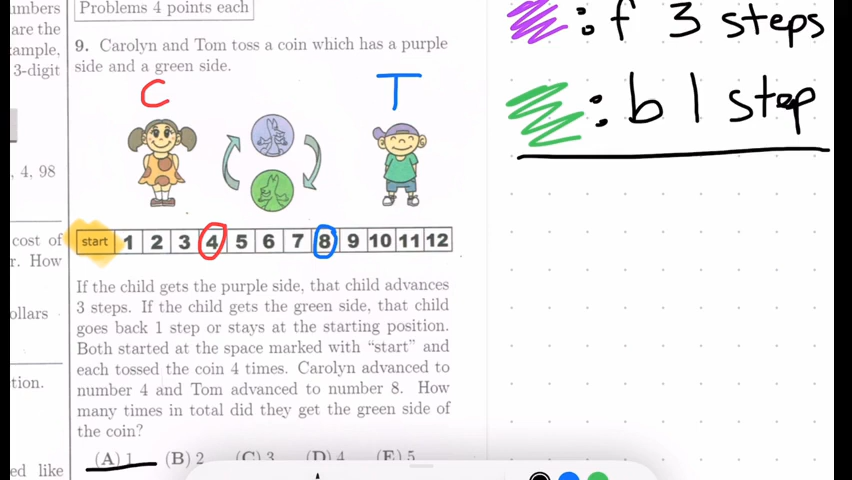 umbers
are the
ample,
3-digit
4, 98
cost of
r. How
ollars
tion.
ed like
Problems 4 points each
9. Carolyn and Tom toss a coin which has a purple
side and a green side.
C T
start 1 2 3 4 5 6 7 8 9 10 11 12
If the child gets the purple side, that child advances
3 steps. If the child gets the green side, that child
goes back 1 step or stays at the starting position.
Both started at the space marked with “start” and
each tossed the coin 4 times. Carolyn advanced to
number 4 and Tom advanced to number 8. How
many times in total did they get the green side of
the coin?
(A) 1 (B) 2 (C) 3 (D) 4 (E) 5
: f 3 steps
: b 1 step